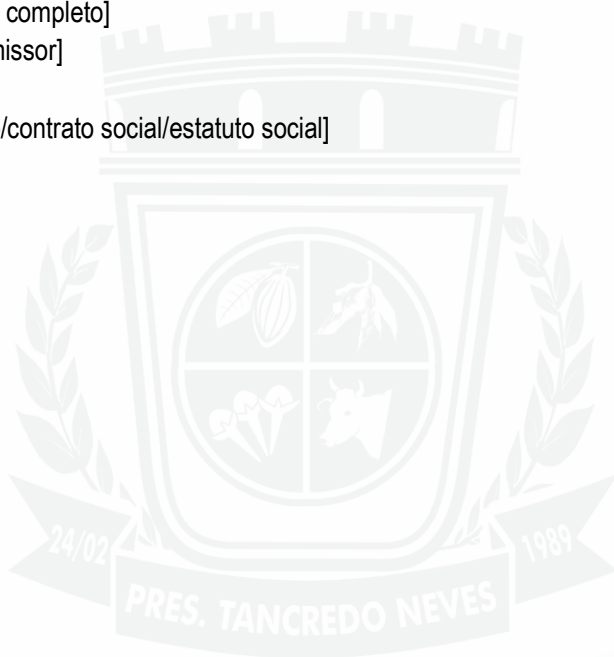 completo]
nissor]
/contrato social/estatuto social]
24/02
1989
PRES. TANCREDO NEVES